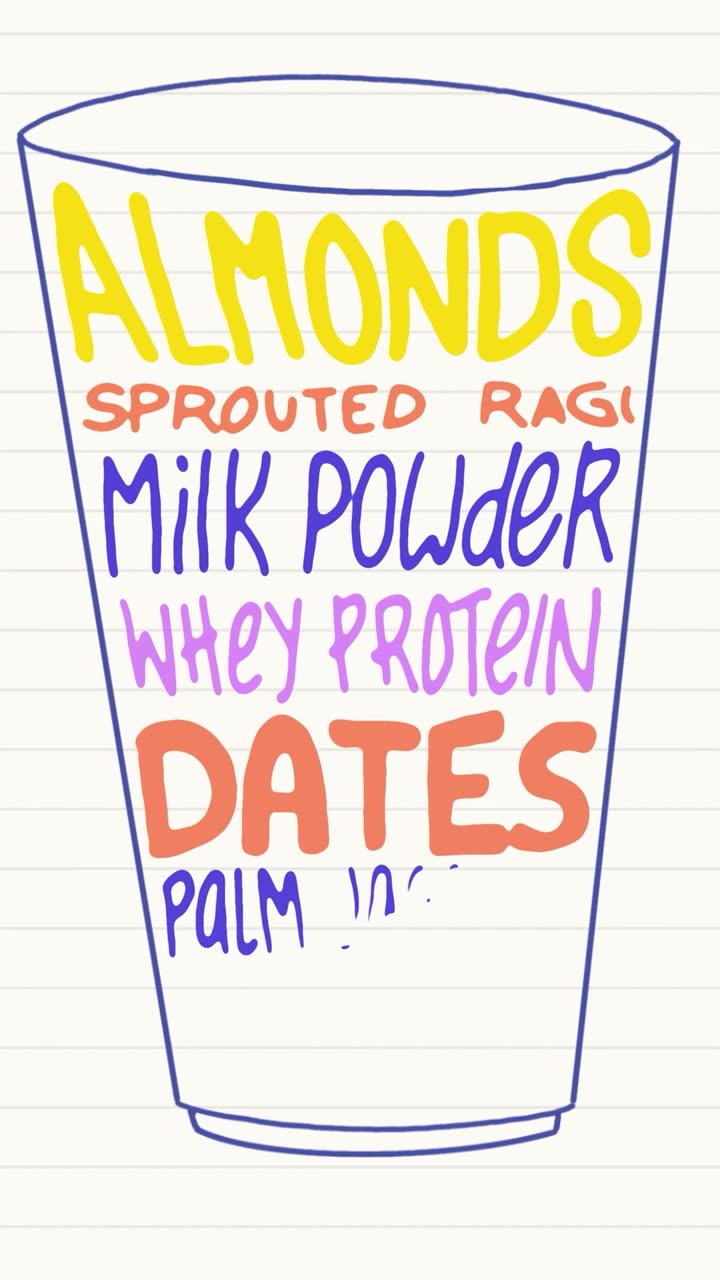 ALMONDS
SPROUTED RAGI
Milk POWdeR
WHey PROTeIN
DATES
PalM